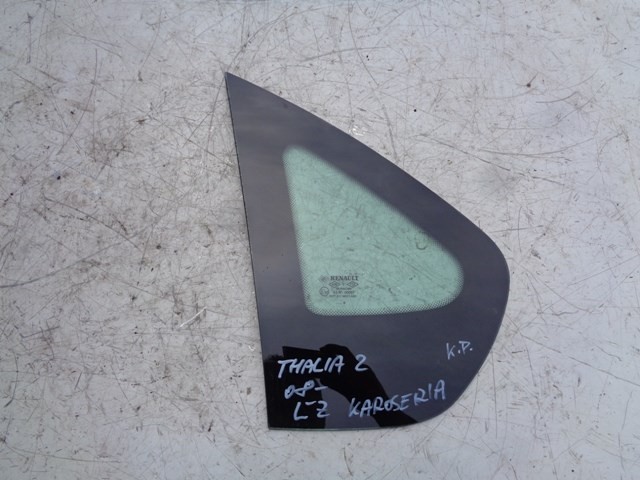 RENAULT
K.P.
THALIA 2
08-
L-Z KAROSERIA